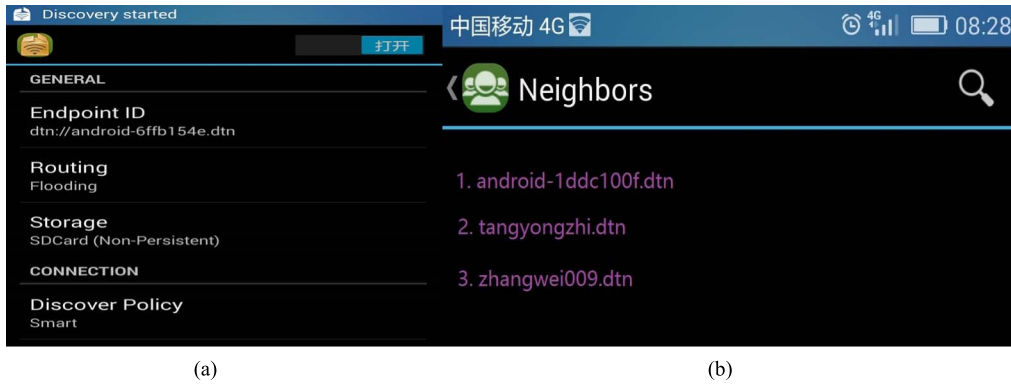 Discovery started
打开
GENERAL
Endpoint ID
dtn://android-6ffb154e.dtn
Routing
Flooding
Storage
SDCard (Non-Persistent)
CONNECTION
Discover Policy
Smart
(a)
中国移动 4G 4G 08:28
Neighbors
1. android-1ddc100f.dtn
2. tangyongzhi.dtn
3. zhangwei009.dtn
(b)